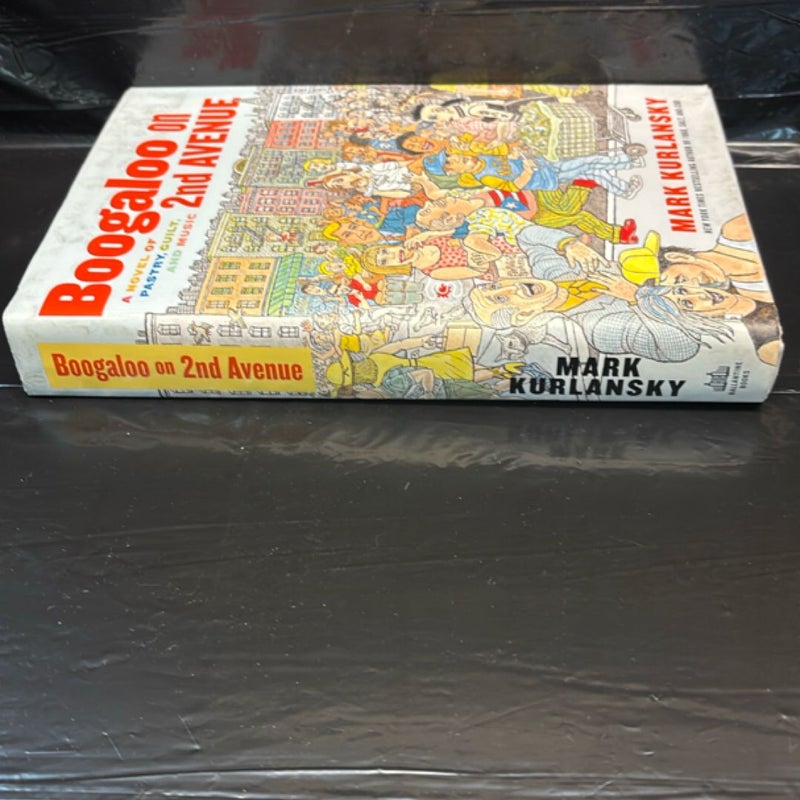 Boogaloo on
2nd AVENUE
A NOVEL OF
PASTRY, GUILT,
AND MUSIC
MARK KURLANSKY
NEW YORK TIMES BESTSELLING AUTHOR OF
Boogaloo on 2nd Avenue
MARK
KURLANSKY
BALLANTINE
BOOKS